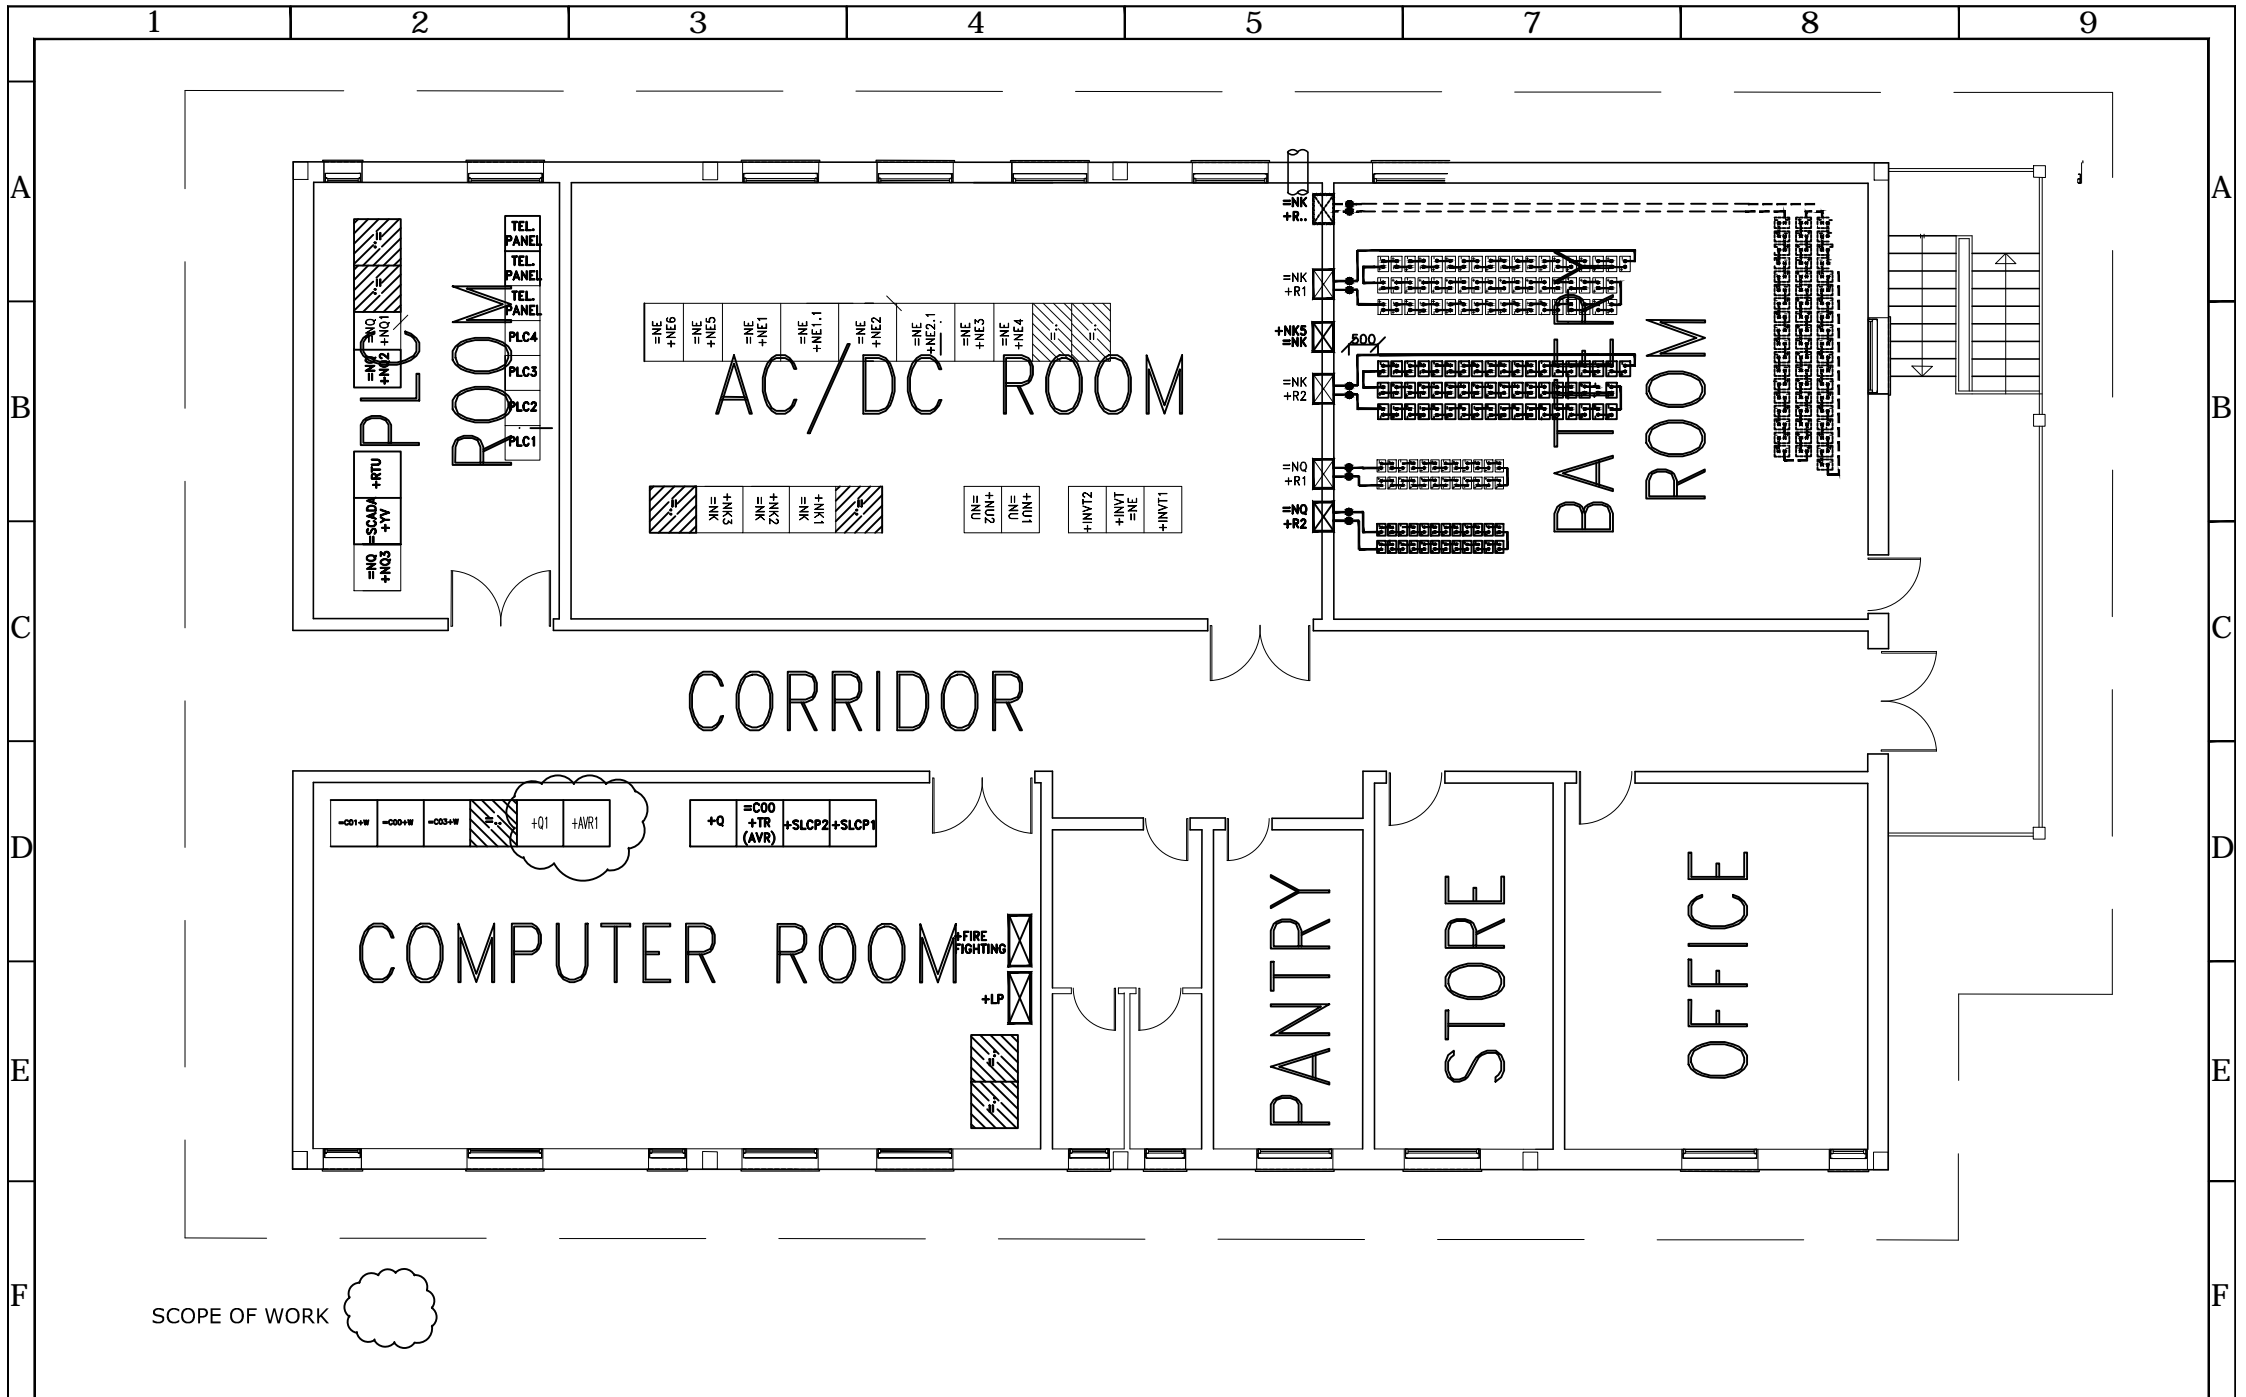 1 2 3 4 5 7 8 9
A
B
C
D
E
F
A
B
C
D
E
F
PLC
ROOM
=..
=..
=NQ
+NQ1
=NQ
+NQ2
+RTU
=SCADA
+YV
=NQ
+NQ3
TEL.
PANEL
TEL.
PANEL
TEL.
PANEL
PLC4
PLC3
PLC2
PLC1
AC/DC ROOM
=NE
+NE6
=NE
+NE5
=NE
+NE1
=NE
+NE1.1
=NE
+NE2
=NE
+NE2.1
=NE
+NE3
=NE
+NE4
=..
=..
=..
+NK3
=NK
+NK2
=NK
+NK1
=NK
=..
+NU2
=NU
+NU1
=NU
+INVT2
=NE
+INVT
+INVT1
BATTERY
ROOM
=NK
+R..
=NK
+R1
+NK5
=NK
500
=NK
+R2
=NQ
+R1
=NQ
+R2
CORRIDOR
COMPUTER ROOM
=C01+W
=C00+W
=C03+W
=..
+Q1
+AVR1
+Q
=C00
+TR
(AVR)
+SLCP2
+SLCP1
+FIRE
FIGHTING
+LP
=..
=..
PANTRY
STORE
OFFICE
SCOPE OF WORK